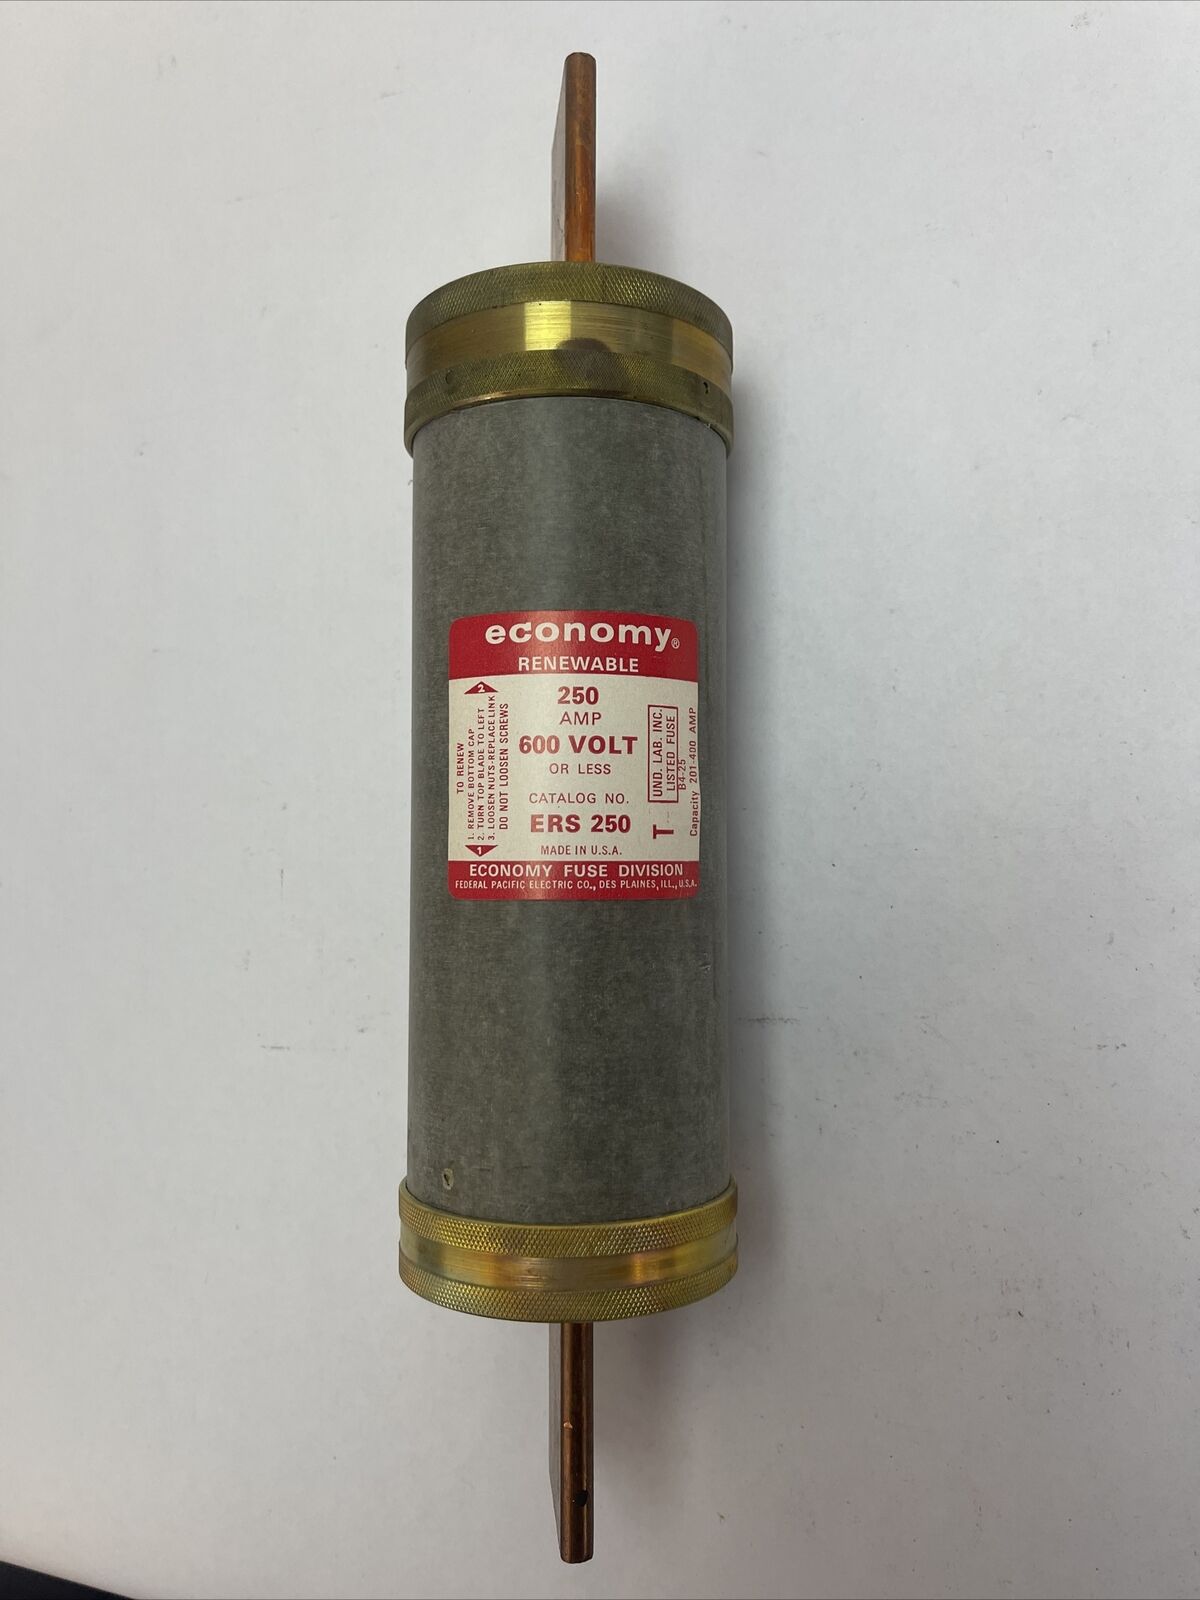 economy®
RENEWABLE
250
AMP
600 VOLT
OR LESS
CATALOG NO.
ERS 250
MADE IN U.S.A.
TO RENEW
1. REMOVE BOTTOM CAP
2. TURN TOP BLADE TO LEFT
3. LOOSEN NUTS-REPLACE LINK
DO NOT LOOSEN SCREWS
2
1
UND. LAB. INC.
LISTED FUSE
B4-25
Capacity 201-400 AMP
T
ECONOMY FUSE DIVISION
FEDERAL PACIFIC ELECTRIC CO., DES PLAINES, ILL., U.S.A.